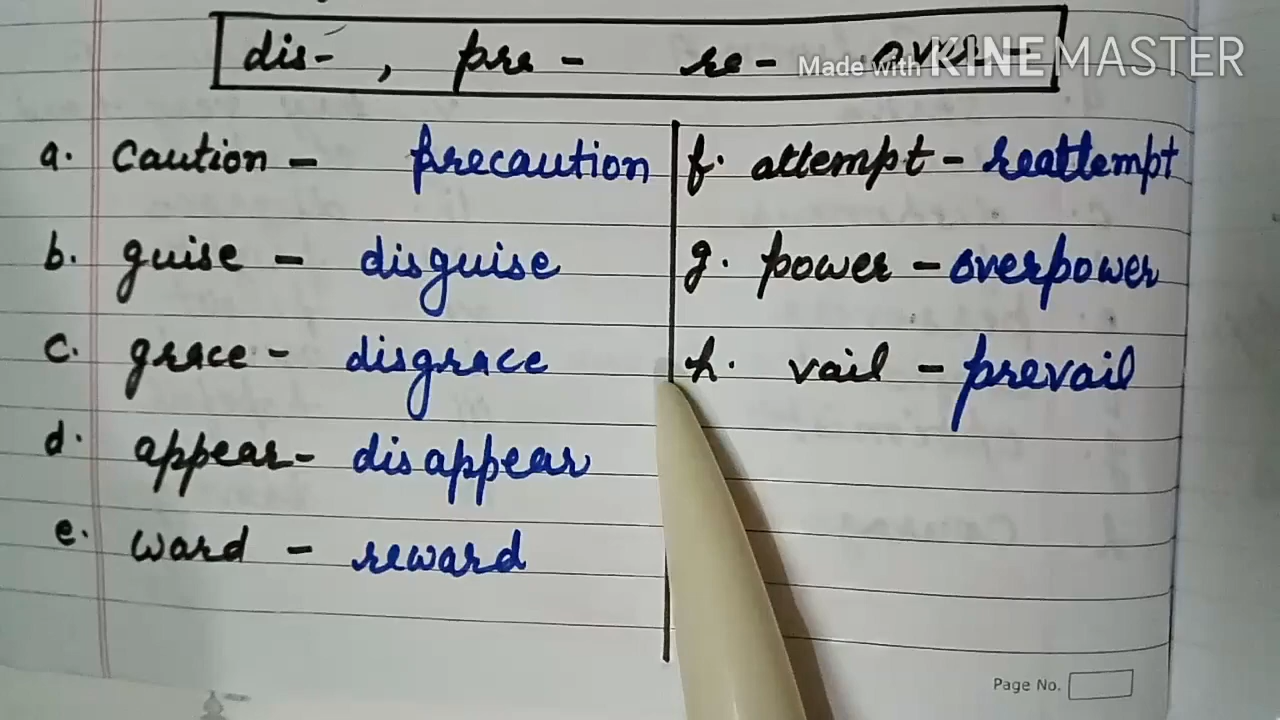 dis- , pre - re- over-
Made with KINEMASTER
a. caution - precaution
b. guise - disguise
c. grace - disgrace
d. appear - disappear
e. ward - reward
f. attempt - reattempt
g. power - overpower
h. vail - prevail
Page No.